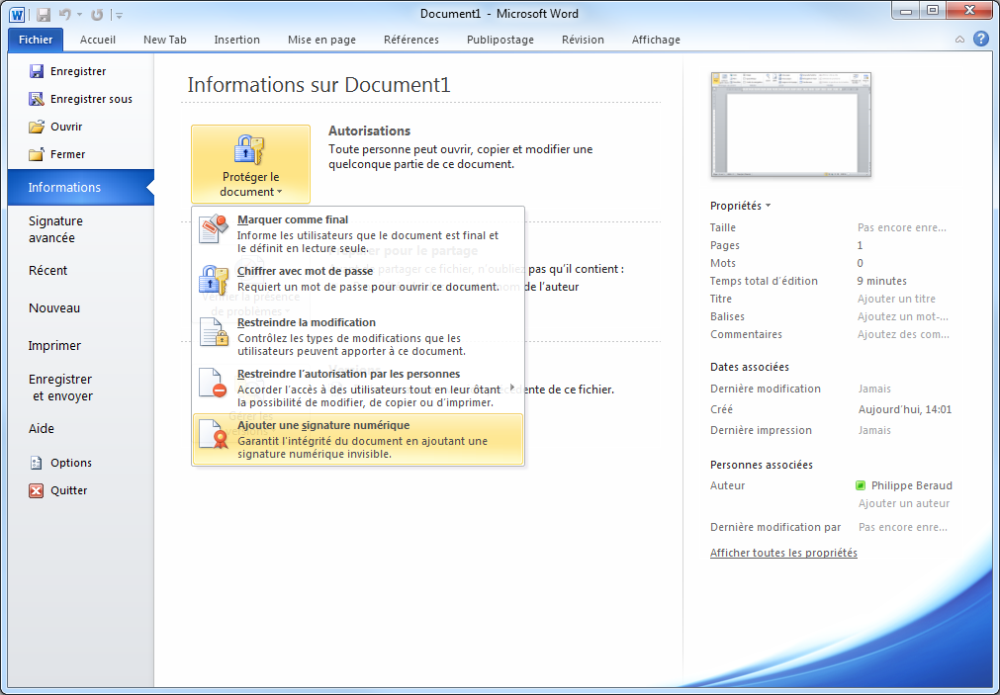 Document1 - Microsoft Word
Fichier Accueil New Tab Insertion Mise en page Références Publipostage Révision Affichage
Enregistrer
Enregistrer sous
Ouvrir
Fermer
Informations
Signature
avancée
Récent
Nouveau
Imprimer
Enregistrer
et envoyer
Aide
Options
Quitter
Informations sur Document1
Protéger le
document
Autorisations
Toute personne peut ouvrir, copier et modifier une
quelconque partie de ce document.
Marquer comme final
Informe les utilisateurs que le document est final et
le définit en lecture seule.
pour le partage
partager ce fichier, n'oubliez pas qu'il contient :
Chiffrer avec mot de passe
Requiert un mot de passe pour ouvrir ce document.
de l'auteur
Vérifier la présence
de problèmes
Restreindre la modification
Contrôlez les types de modifications que les
utilisateurs peuvent apporter à ce document.
Restreindre l'autorisation par les personnes
Accorder l'accès à des utilisateurs tout en leur ôtant
la possibilité de modifier, de copier ou d'imprimer.
dente de ce fichier.
Gérer les
Ajouter une signature numérique
Garantit l'intégrité du document en ajoutant une
signature numérique invisible.
Propriétés
Taille Pas encore enre...
Pages 1
Mots 0
Temps total d'édition 9 minutes
Titre Ajouter un titre
Balises Ajoutez un mot-...
Commentaires Ajoutez des com...
Dates associées
Dernière modification Jamais
Créé Aujourd'hui, 14:01
Dernière impression Jamais
Personnes associées
Auteur Philippe Beraud
Ajouter un auteur
Dernière modification par Pas encore enre...
Afficher toutes les propriétés